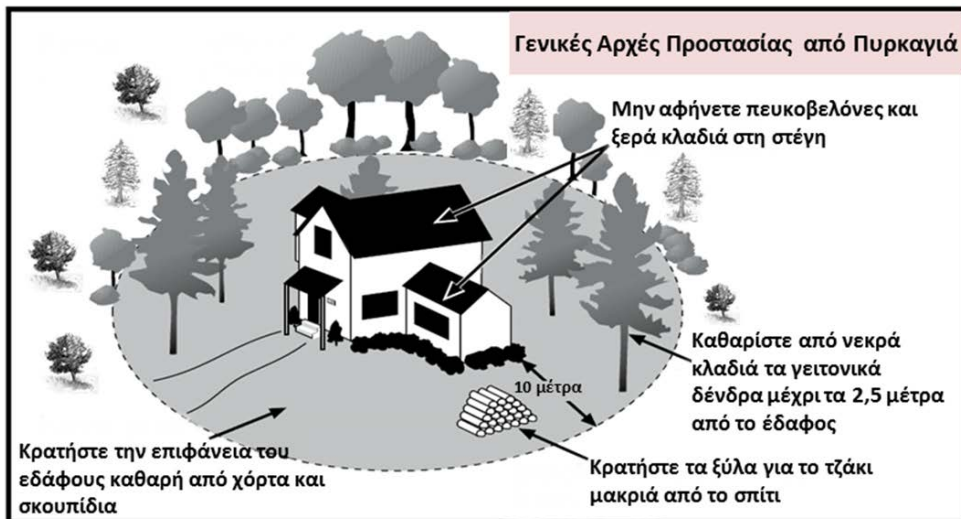 Γενικές Αρχές Προστασίας από Πυρκαγιά
Μην αφήνετε πευκοβελόνες και
ξερά κλαδιά στη στέγη
Καθαρίστε από νεκρά
κλαδιά τα γειτονικά
δένδρα μέχρι τα 2,5 μέτρα
από το έδαφος
10 μέτρα
Κρατήστε την επιφάνεια του
εδάφους καθαρή από χόρτα και
σκουπίδια
Κρατήστε τα ξύλα για το τζάκι
μακριά από το σπίτι